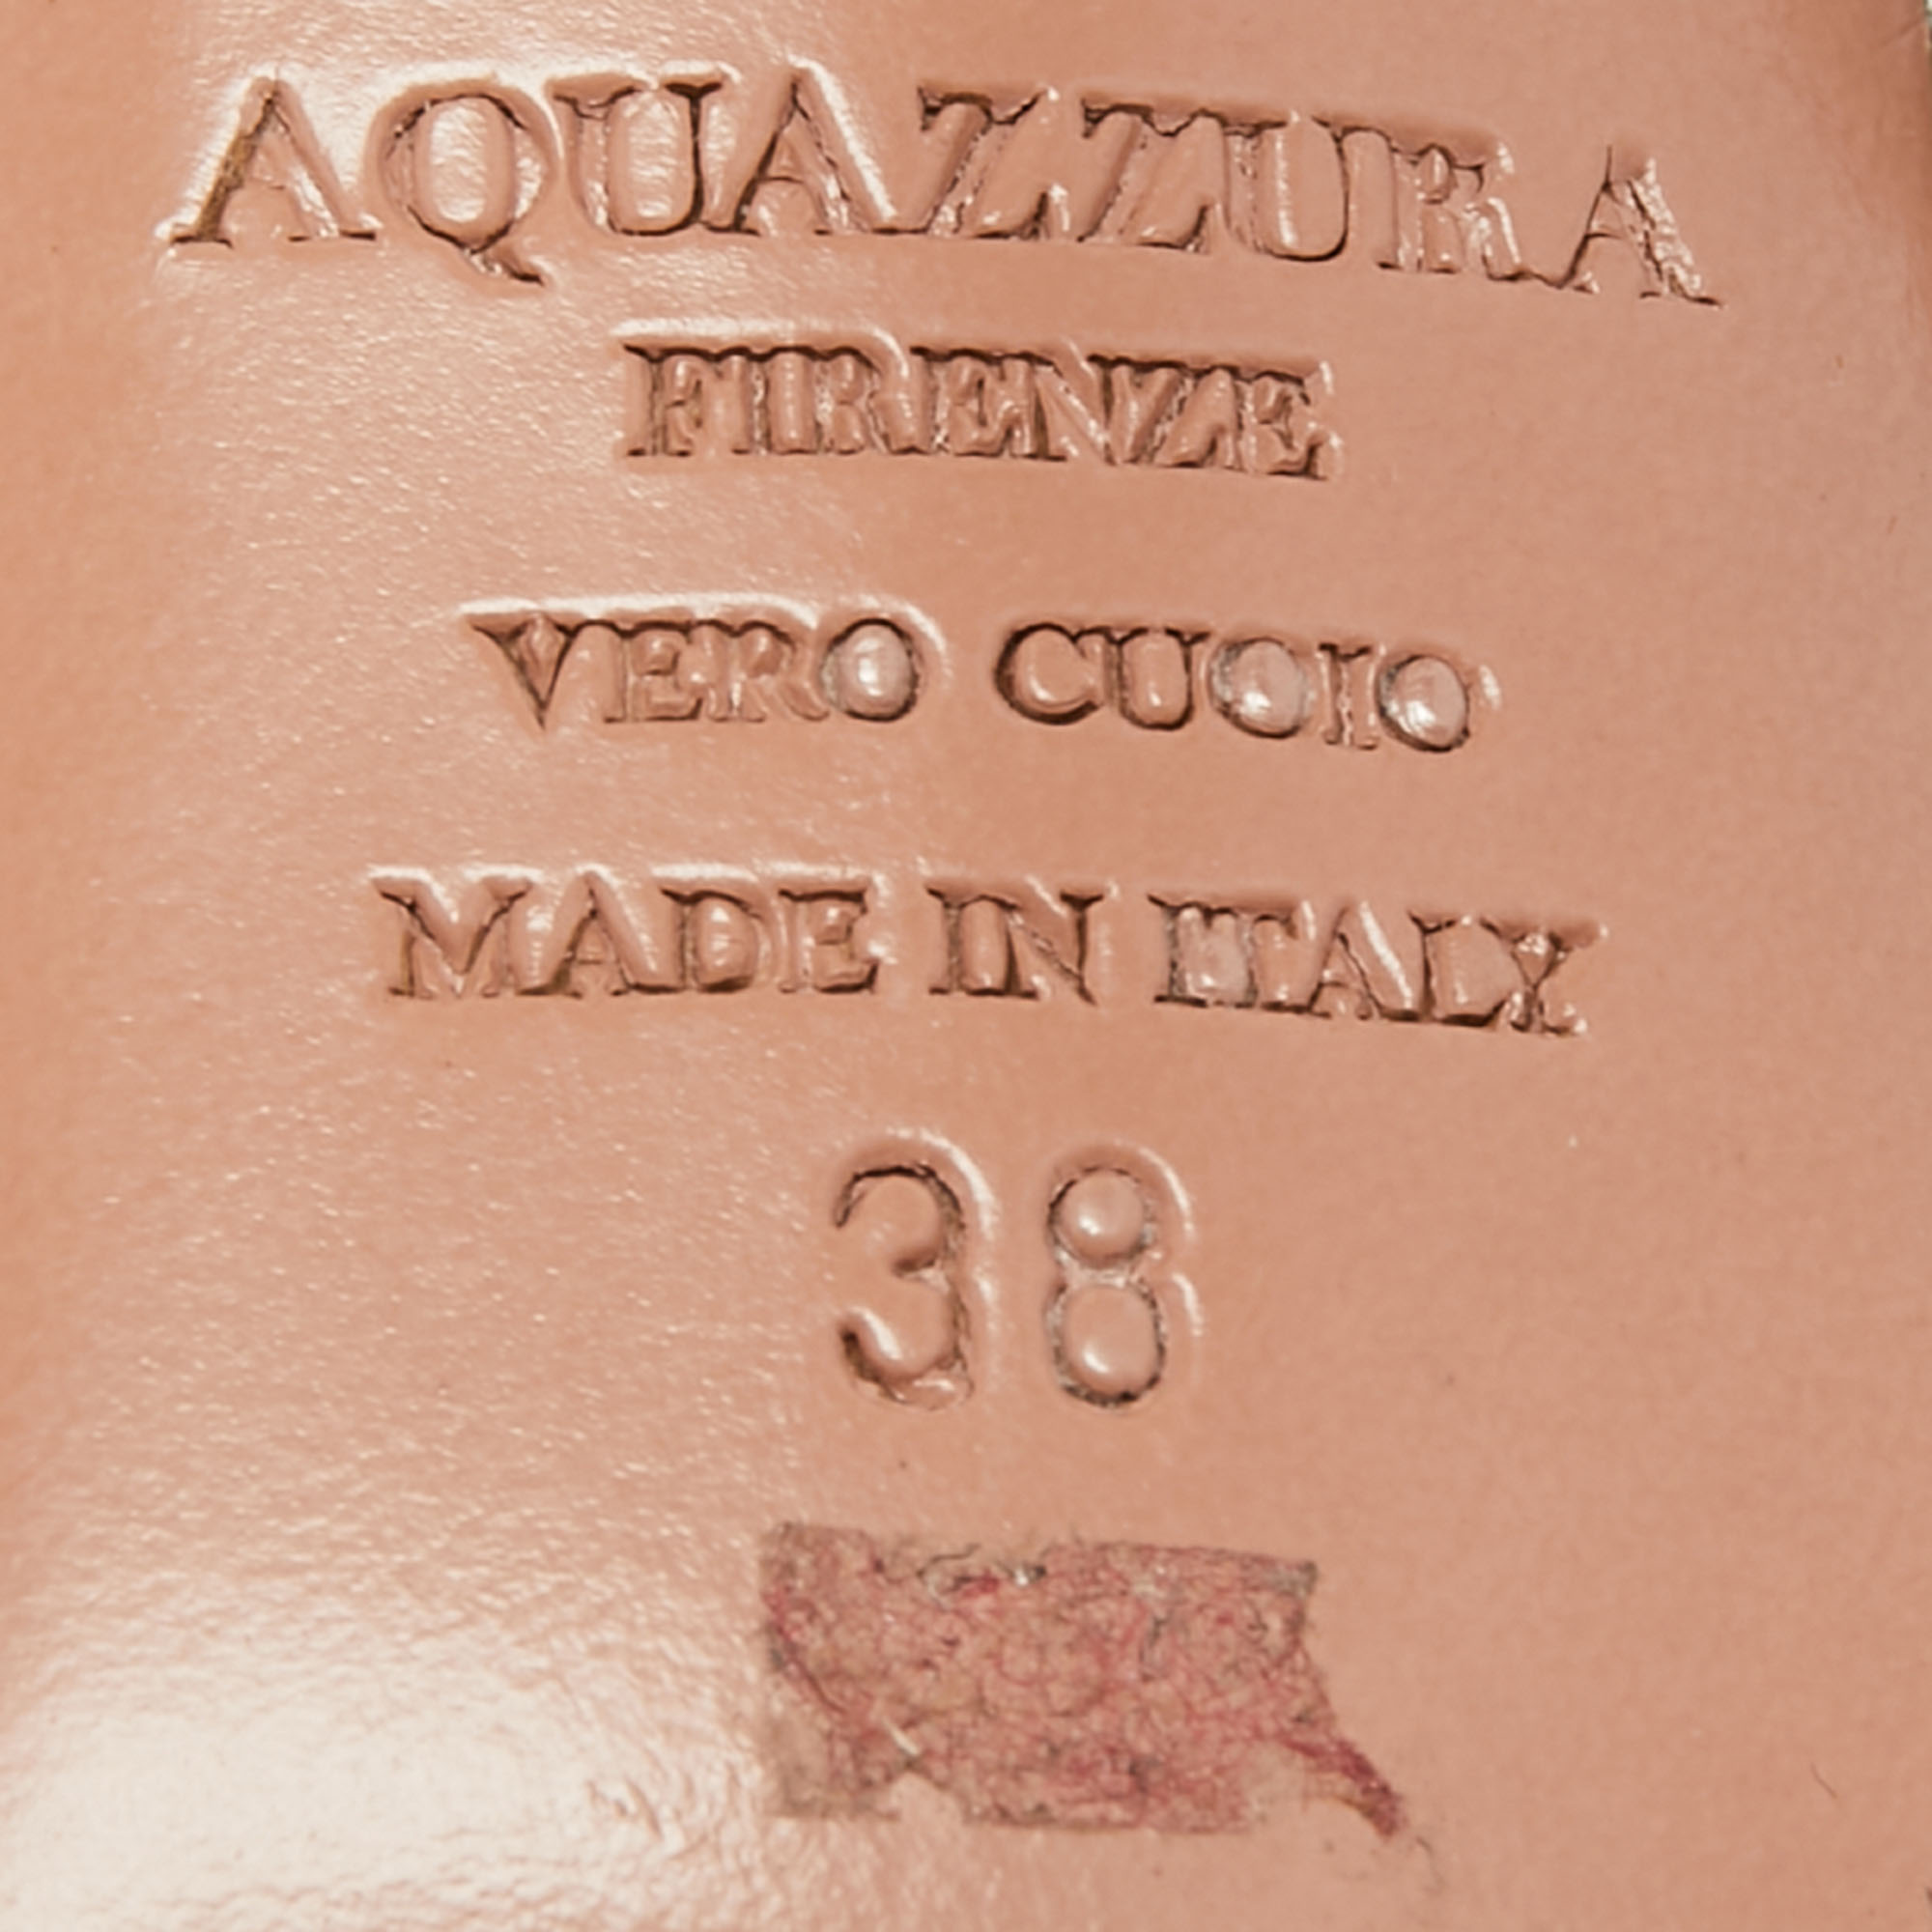 AQUAZZURA
FIRENZE
VERO CUOIO
MADE IN ITALY
38